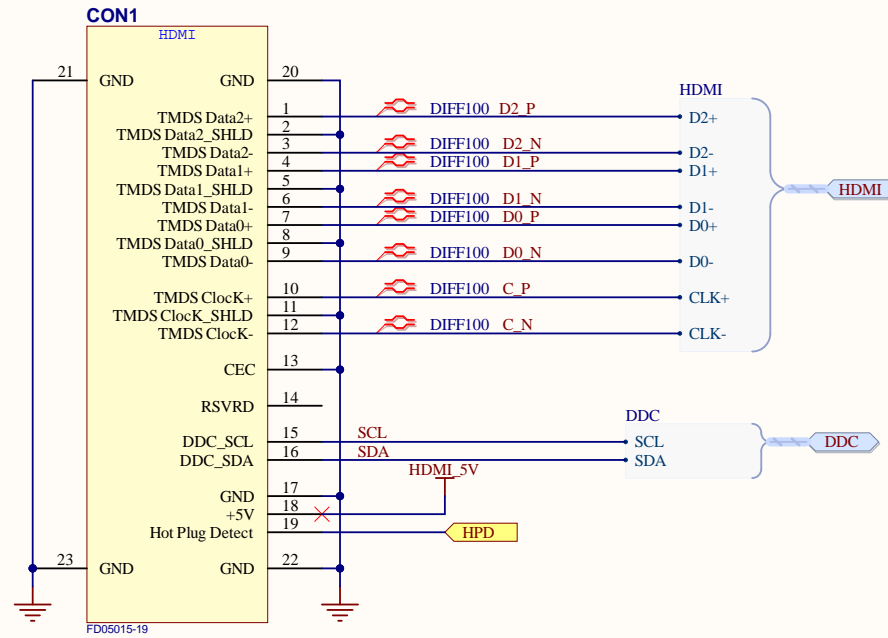 CON1
HDMI
21 GND GND 20
TMDS Data2+ 1 DIFF100 D2_P
TMDS Data2_SHLD 2
TMDS Data2- 3 DIFF100 D2_N
TMDS Data1+ 4 DIFF100 D1_P
TMDS Data1_SHLD 5
TMDS Data1- 6 DIFF100 D1_N
TMDS Data0+ 7 DIFF100 D0_P
TMDS Data0_SHLD 8
TMDS Data0- 9 DIFF100 D0_N
TMDS ClocK+ 10 DIFF100 C_P
TMDS ClocK_SHLD 11
TMDS ClocK- 12 DIFF100 C_N
CEC 13
RSVRD 14
DDC_SCL 15 SCL
DDC_SDA 16 SDA
GND 17
+5V 18 HDMI_5V
Hot Plug Detect 19 HPD
23 GND GND 22
FD05015-19
HDMI
D2+
D2-
D1+
D1-
D0+
D0-
CLK+
CLK-
HDMI
DDC
SCL
SDA
DDC